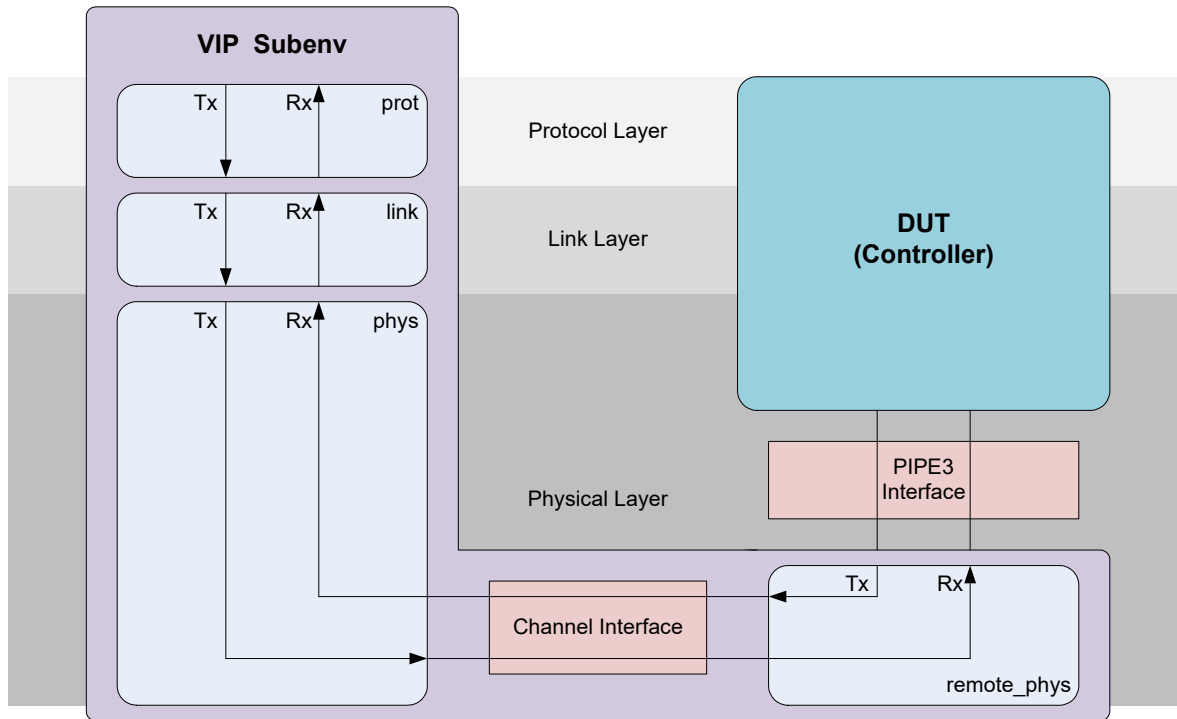 VIP Subenv
Tx Rx prot
Protocol Layer
Tx Rx link
Link Layer
DUT
(Controller)
Tx Rx phys
PIPE3
Interface
Physical Layer
Tx Rx
Channel Interface
remote_phys